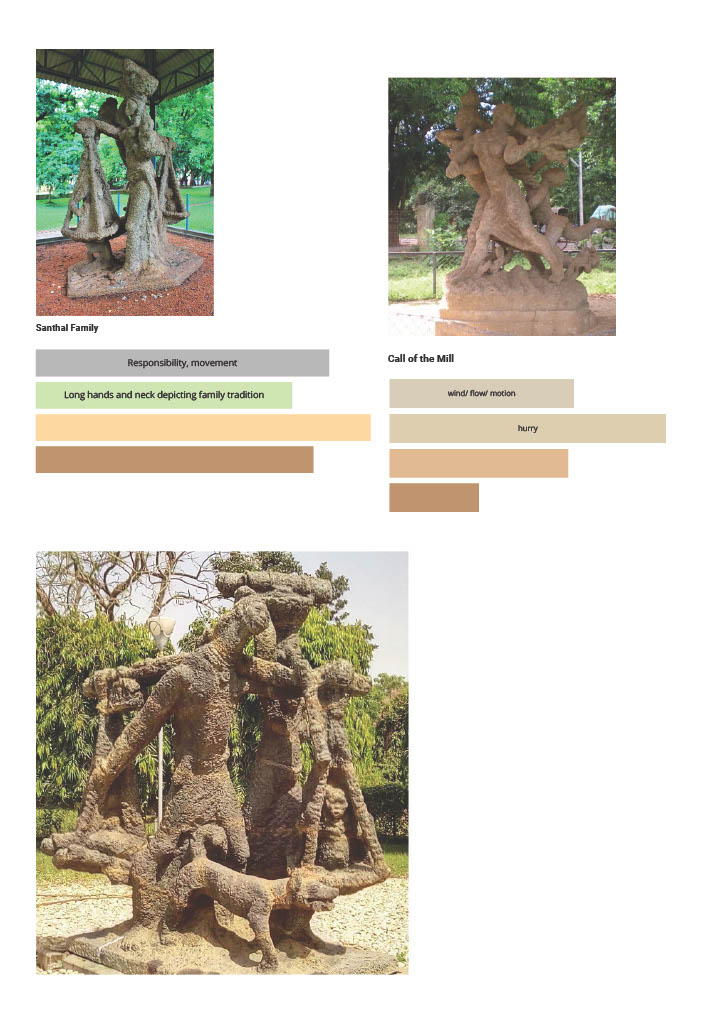 Santhal Family
Responsibility, movement
Long hands and neck depicting family tradition
Call of the Mill
wind/ flow/ motion
hurry